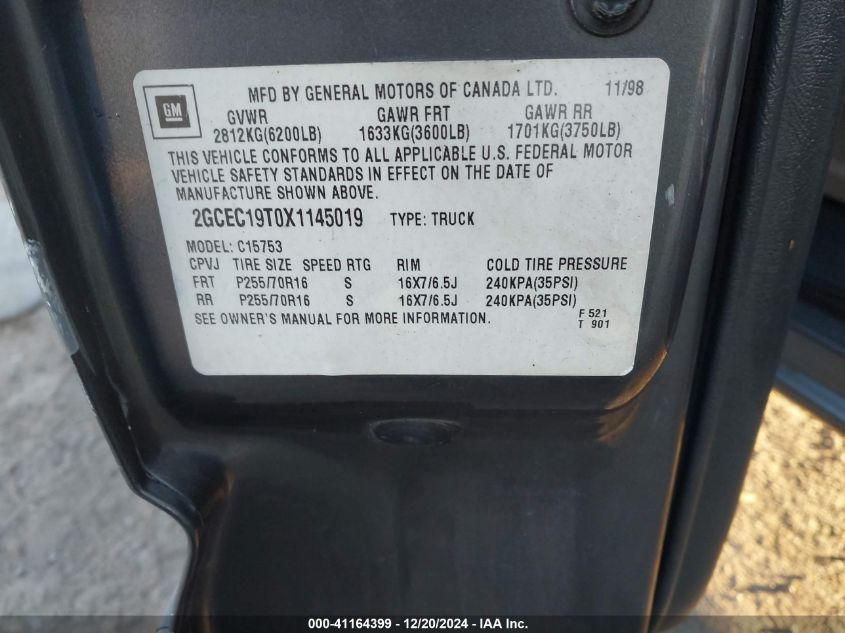 MFD BY GENERAL MOTORS OF CANADA LTD. 11/98
GM
GVWR GAWR FRT GAWR RR
2812KG(6200LB) 1633KG(3600LB) 1701KG(3750LB)
THIS VEHICLE CONFORMS TO ALL APPLICABLE U.S. FEDERAL MOTOR
VEHICLE SAFETY STANDARDS IN EFFECT ON THE DATE OF
MANUFACTURE SHOWN ABOVE.
2GCEC19T0X1145019 TYPE: TRUCK
MODEL: C15753
CPVJ TIRE SIZE SPEED RTG RIM COLD TIRE PRESSURE
FRT P255/70R16 S 16X7/6.5J 240KPA(35PSI)
RR P255/70R16 S 16X7/6.5J 240KPA(35PSI)
SEE OWNER'S MANUAL FOR MORE INFORMATION. F 521
T 901
000-41164399 - 12/20/2024 - IAA Inc.